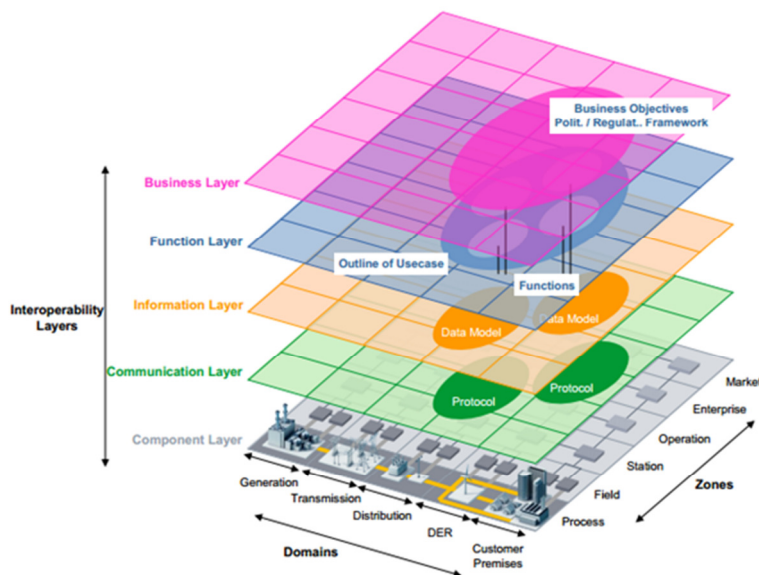 Business Objectives
Polit. / Regulat.. Framework
Business Layer
Function Layer
Outline of Usecase
Functions
Interoperability
Layers
Information Layer
Data Model
Data Model
Communication Layer
Protocol
Protocol
Component Layer
Market
Enterprise
Operation
Station
Field
Process
Zones
Generation
Transmission
Distribution
DER
Customer
Premises
Domains